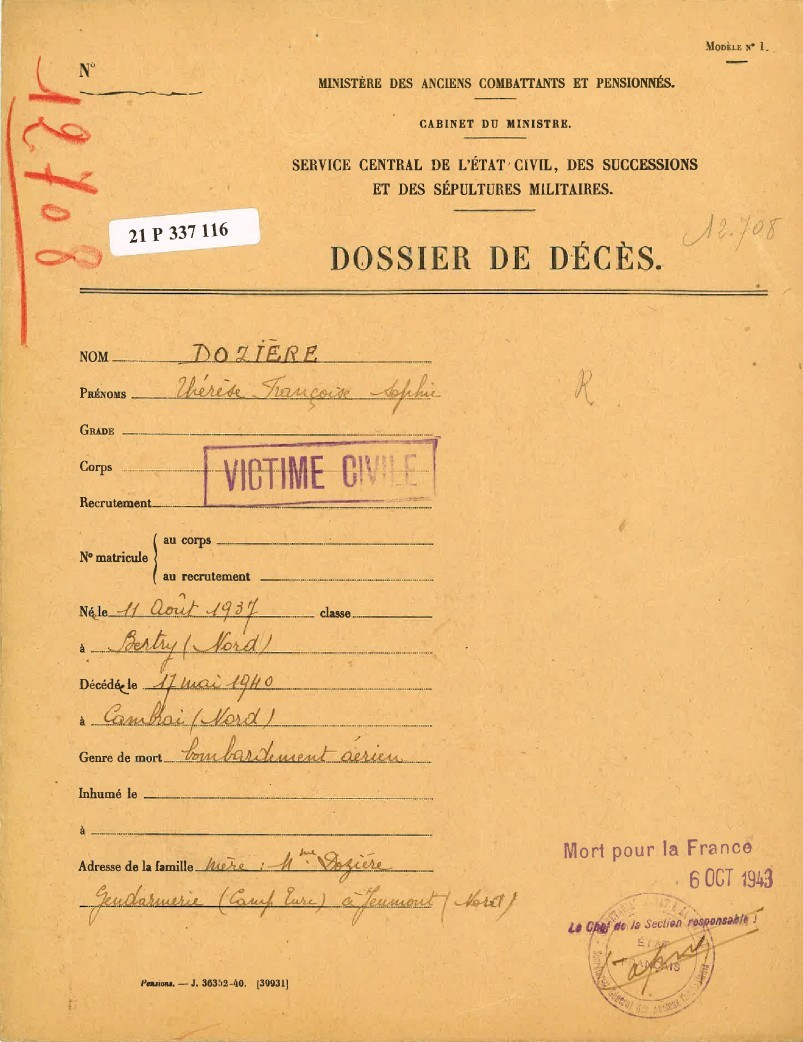 MODÈLE N° 1.
N°
12708
MINISTÈRE DES ANCIENS COMBATTANTS ET PENSIONNÉS.
CABINET DU MINISTRE.
SERVICE CENTRAL DE L'ÉTAT CIVIL, DES SUCCESSIONS
ET DES SÉPULTURES MILITAIRES.
21 P 337 116
12.708
DOSSIER DE DÉCÈS.
NOM DOZIÈRE
PRÉNOMS Thérèse Françoise Sophie
R
GRADE
Corps
VICTIME CIVILE
Recrutement
N° matricule
au corps
au recrutement
Né le 11 Août 1937 classe
à Bertry (Nord)
Décédée le 17 mai 1940
à Cambrai (Nord)
Genre de mort bombardement aérien
Inhumé le
à
Adresse de la famille mère : Mme Dozière
Gendarmerie (Camp) à Jeumont (Nord)
Mort pour la France
6 OCT 1943
Le Chef de la Section responsable :
ÉTAT
Pensions. — J. 36352-40. [39931]